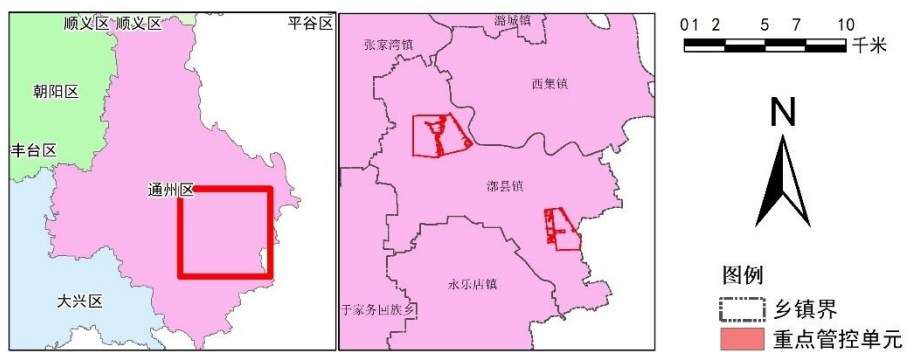 顺义区 顺义区
平谷区
朝阳区
丰台区
通州区
大兴区
潞城镇
张家湾镇
西集镇
漷县镇
永乐店镇
于家务回族乡
0 1 2 5 7 10
千米
N
图例
乡镇界
重点管控单元